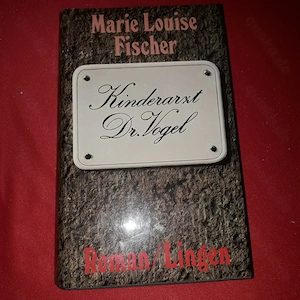 Marie Louise
Fischer
Kinderarzt
Dr. Vogel
Roman/Lingen